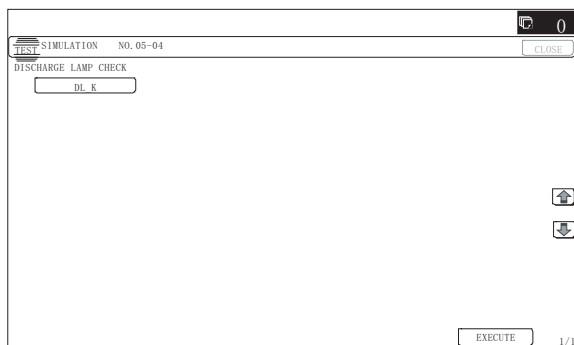 0
TEST SIMULATION NO.05-04
CLOSE
DISCHARGE LAMP CHECK
DL K
EXECUTE
1/1